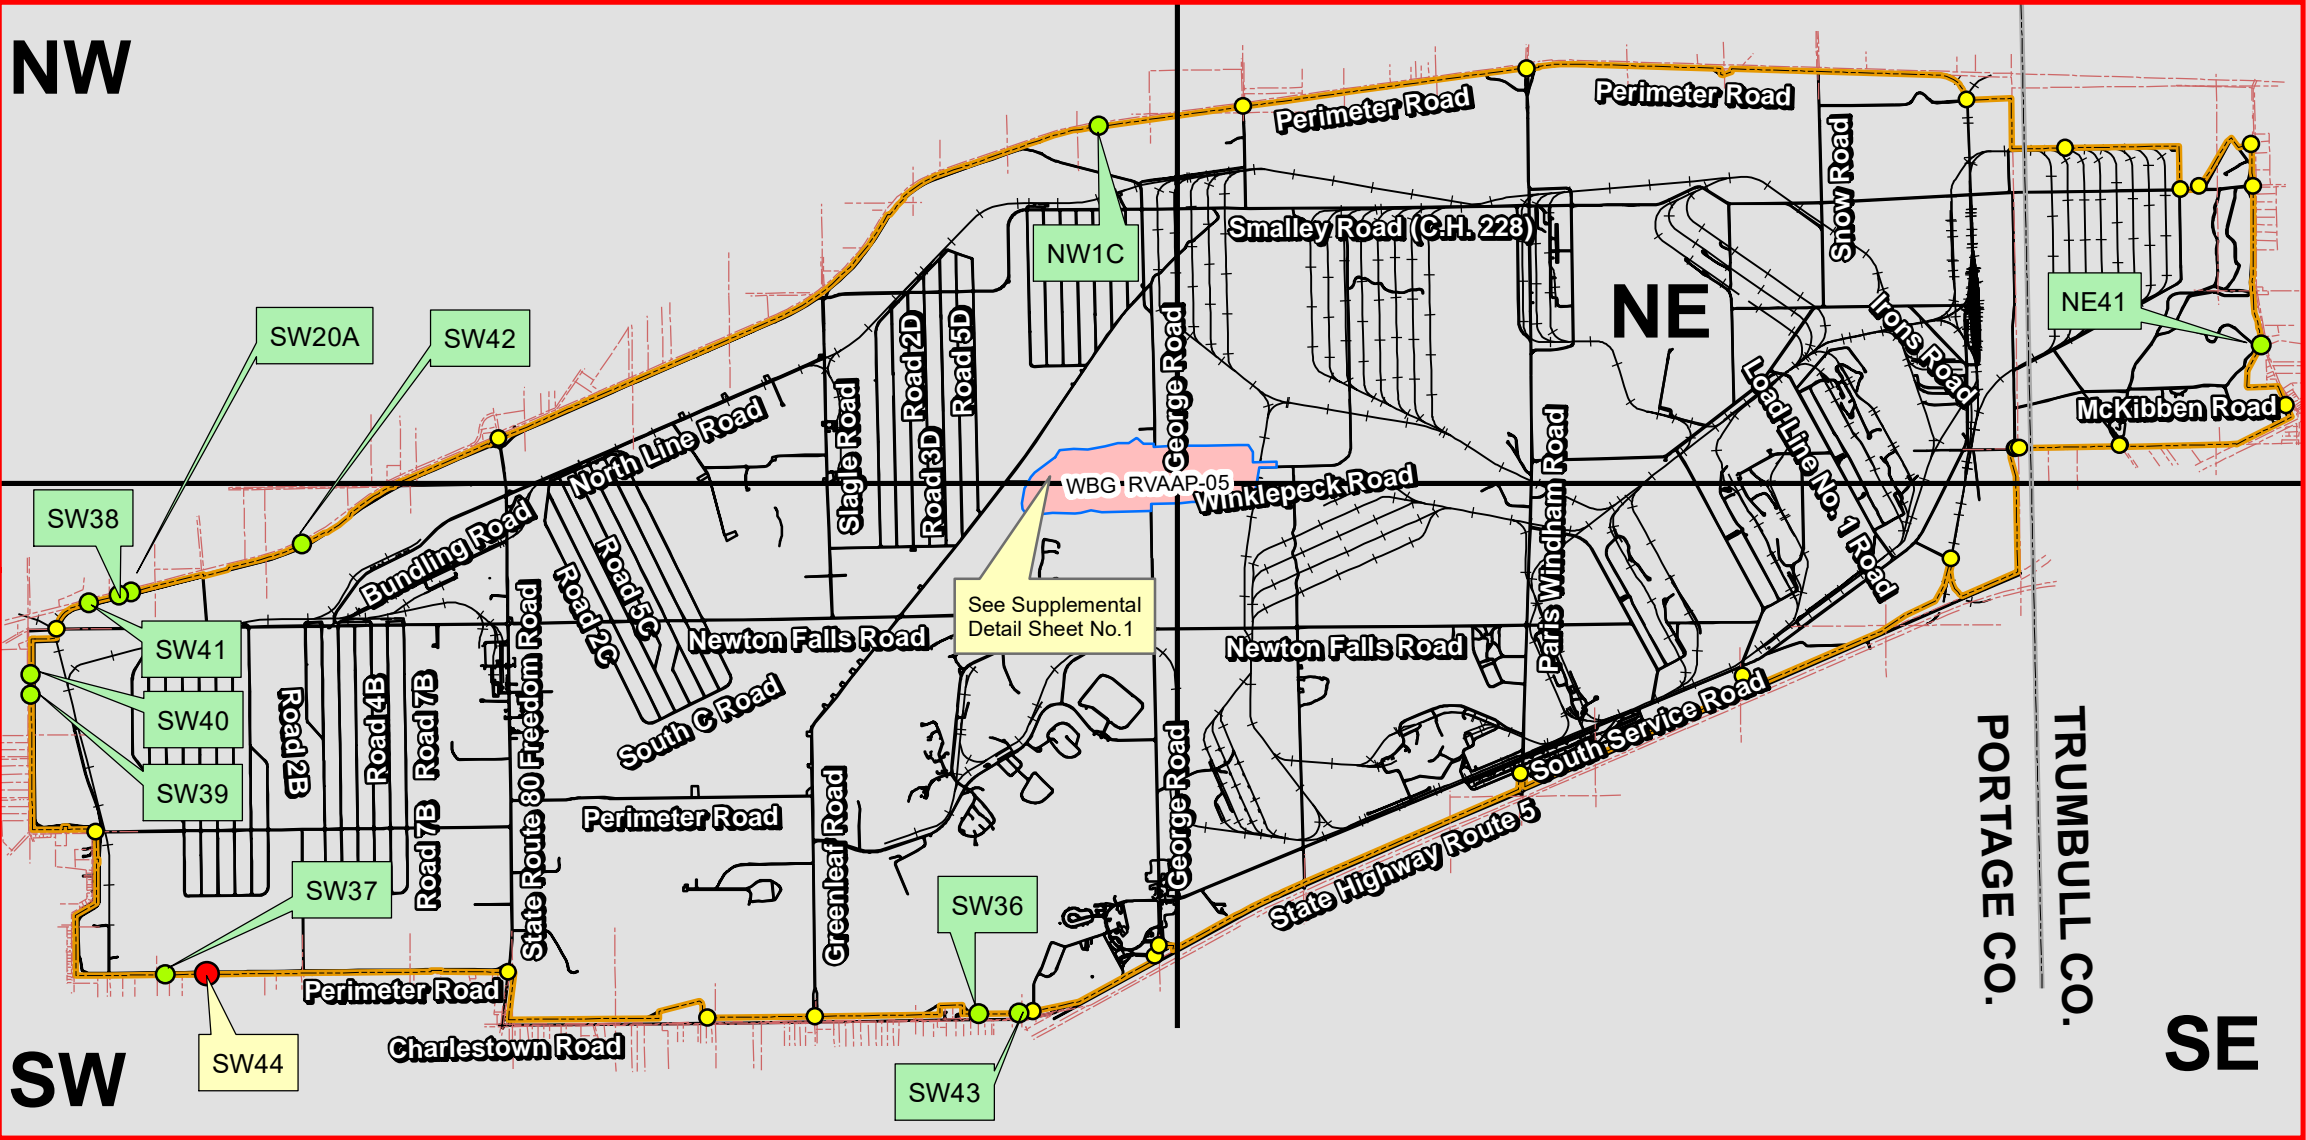 NW
Perimeter Road
Perimeter Road
Snow Road
NW1C
Smalley Road (C.H. 228)
NE
NE41
SW20A
SW42
Road 2D
Road 5D
George Road
Irons Road
Slagle Road
North Line Road
Road 3D
Load Line No. 1 Road
McKibben Road
Paris Windham Road
WBG RVAAP-05
Winklepeck Road
SW38
Bundling Road
Road 5C
Road 2C
State Route 80 Freedom Road
See Supplemental
Detail Sheet No.1
Newton Falls Road
Newton Falls Road
SW41
SW40
SW39
Road 2B
Road 4B
Road 7B
South C Road
South Service Road
George Road
Perimeter Road
Greenleaf Road
State Highway Route 5
Road 7B
TRUMBULL CO.
PORTAGE CO.
SW37
SW36
Perimeter Road
Charlestown Road
SW44
SW43
SW
SE